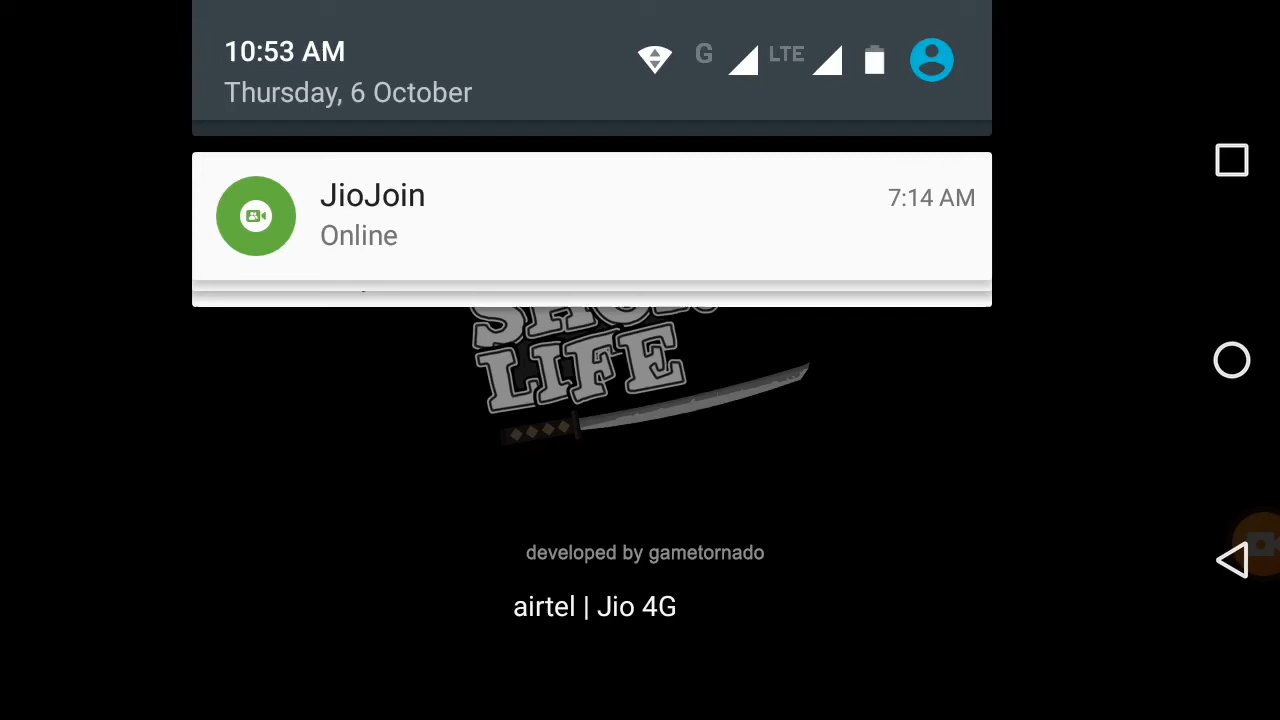 10:53 AM
G
LTE
Thursday, 6 October
JioJoin
7:14 AM
Online
LIFE
developed by gametornado
airtel | Jio 4G